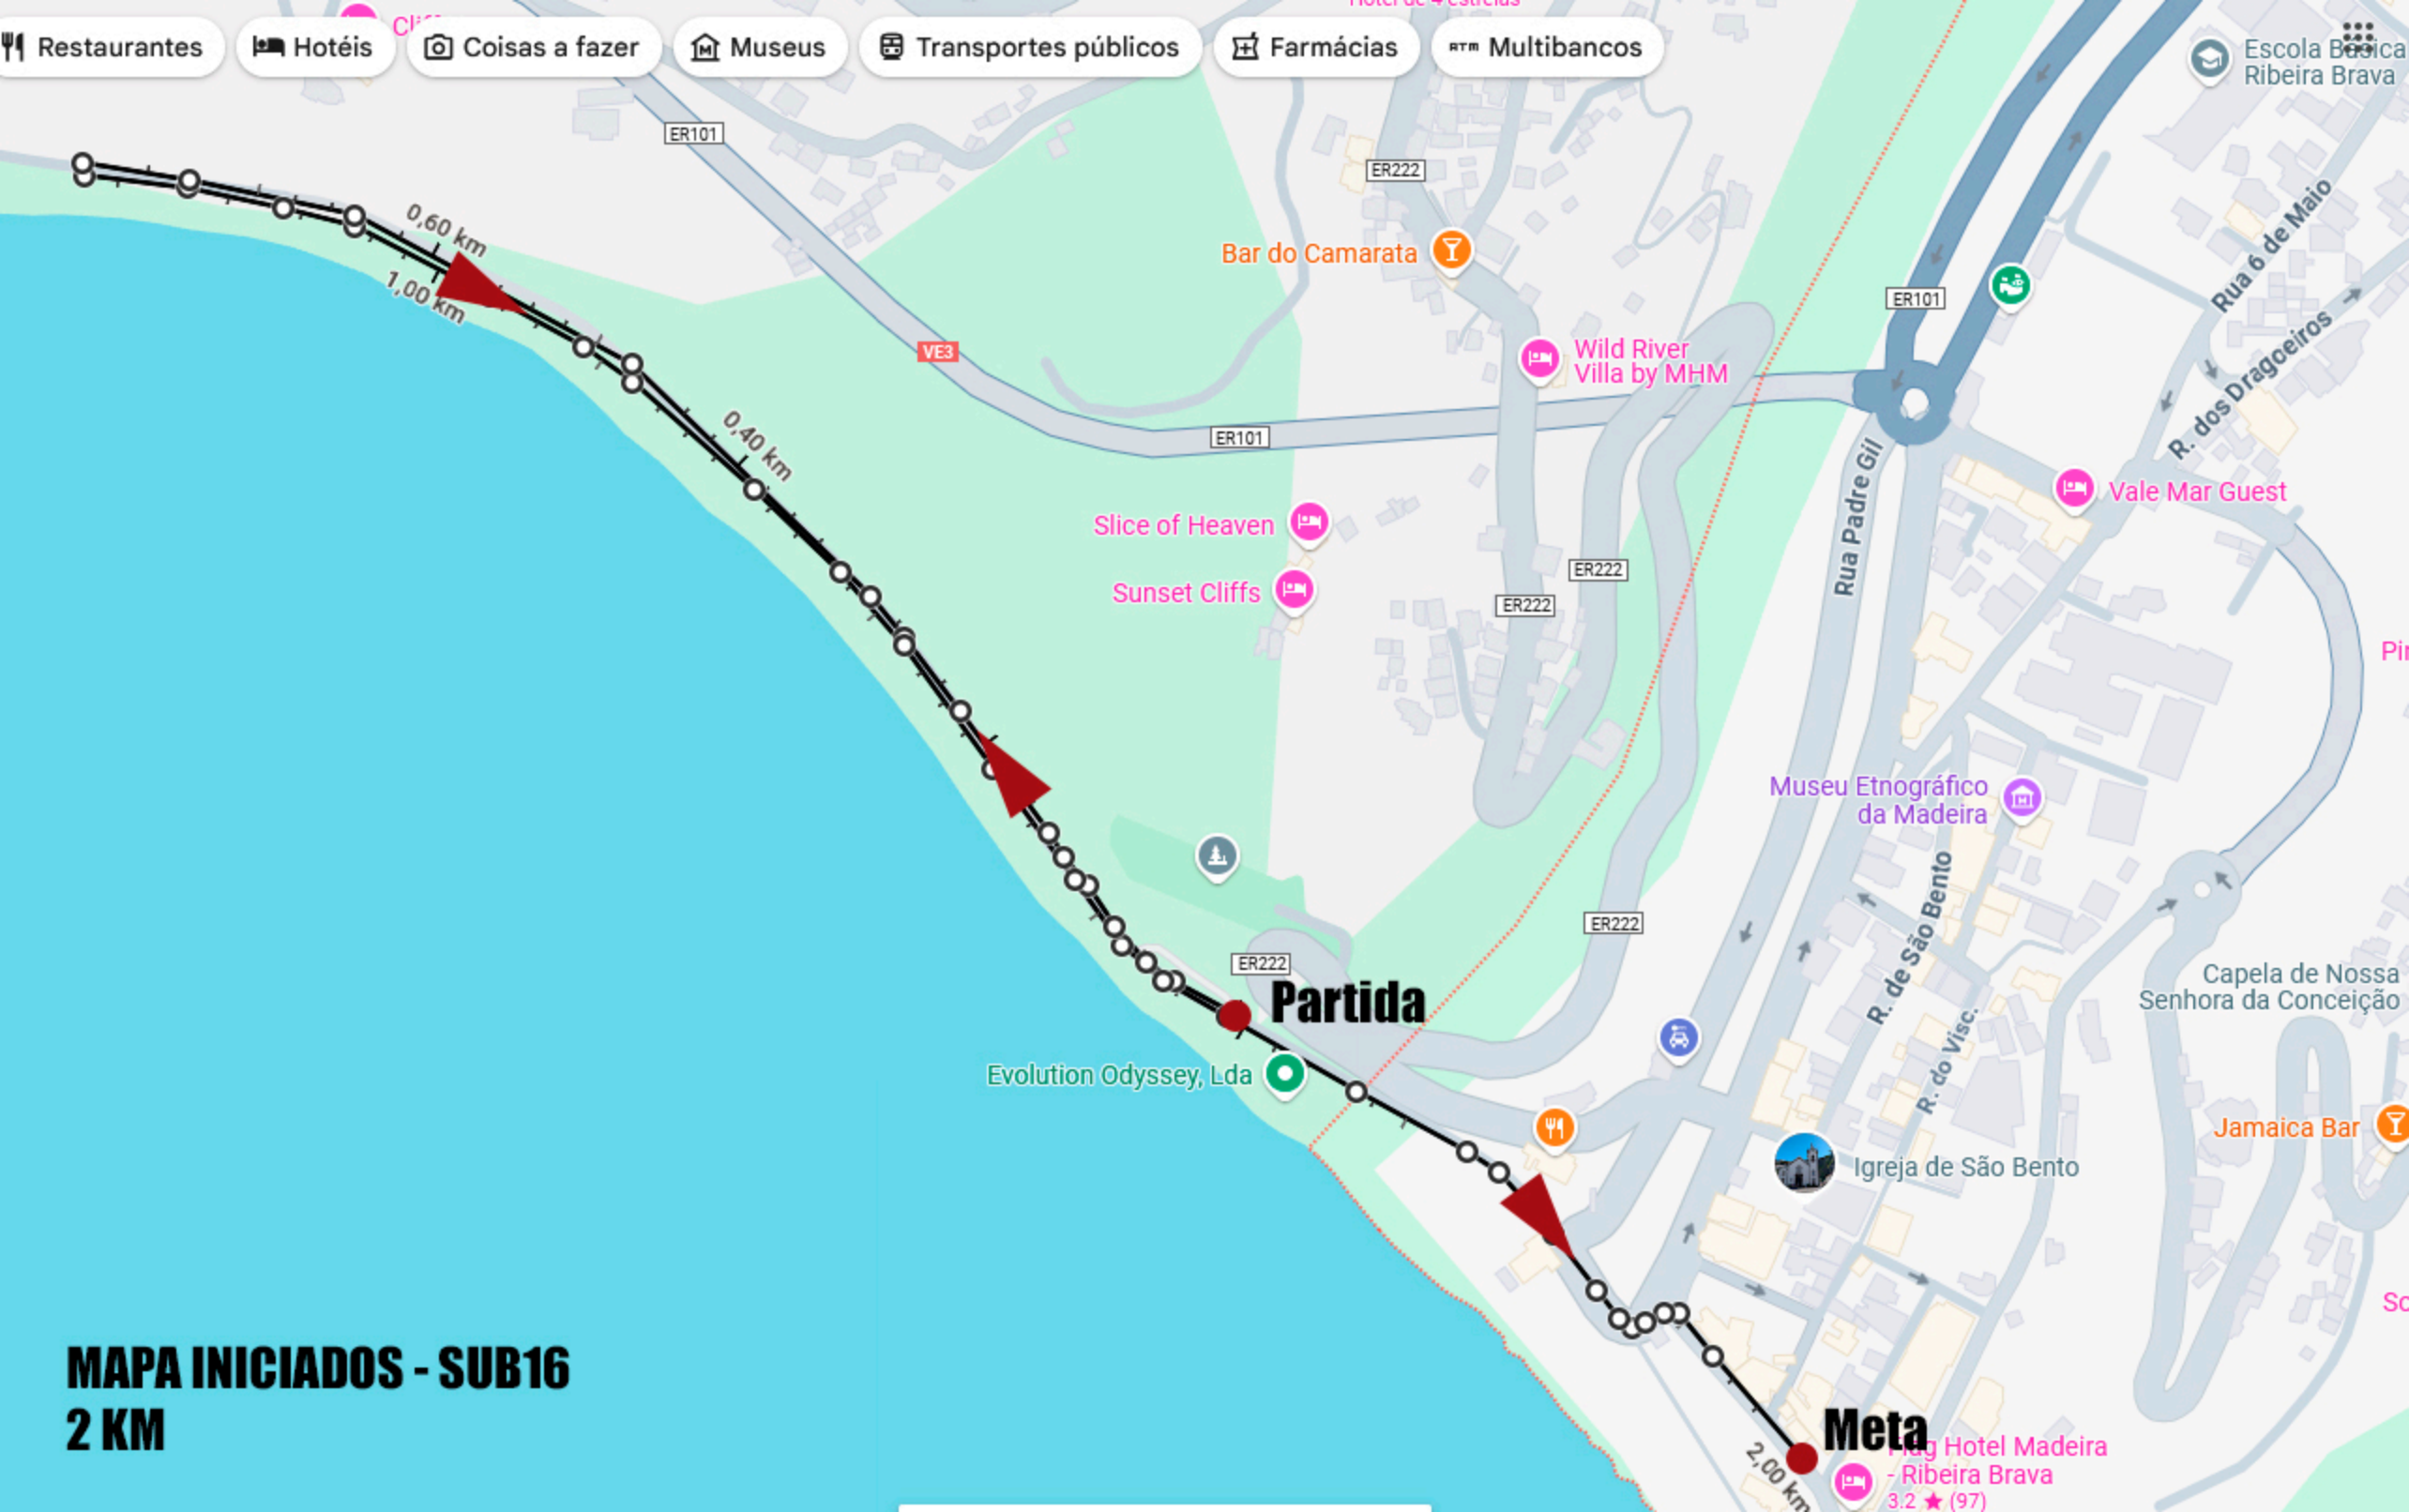 Hotel de 4 estrelas
Restaurantes
Hotéis
Coisas a fazer
Museus
Transportes públicos
Farmácias
ATM Multibancos
Escola Básica
Ribeira Brava
ER101
ER222
0,60 km
1,00 km
Bar do Camarata
Rua 6 de Maio
ER101
VE3
Wild River
Villa by MHM
R. dos Dragoeiros
ER101
0,40 km
Rua Padre Gil
Vale Mar Guest
Slice of Heaven
ER222
Sunset Cliffs
ER222
Museu Etnográfico
da Madeira
R. de São Bento
ER222
ER222
Partida
Capela de Nossa
Senhora da Conceição
R. do Visc.
Evolution Odyssey, Lda
Jamaica Bar
Igreja de São Bento
MAPA INICIADOS - SUB16
2 KM
Meta
Hotel Madeira
- Ribeira Brava
3.2 ★ (97)
2,00 km